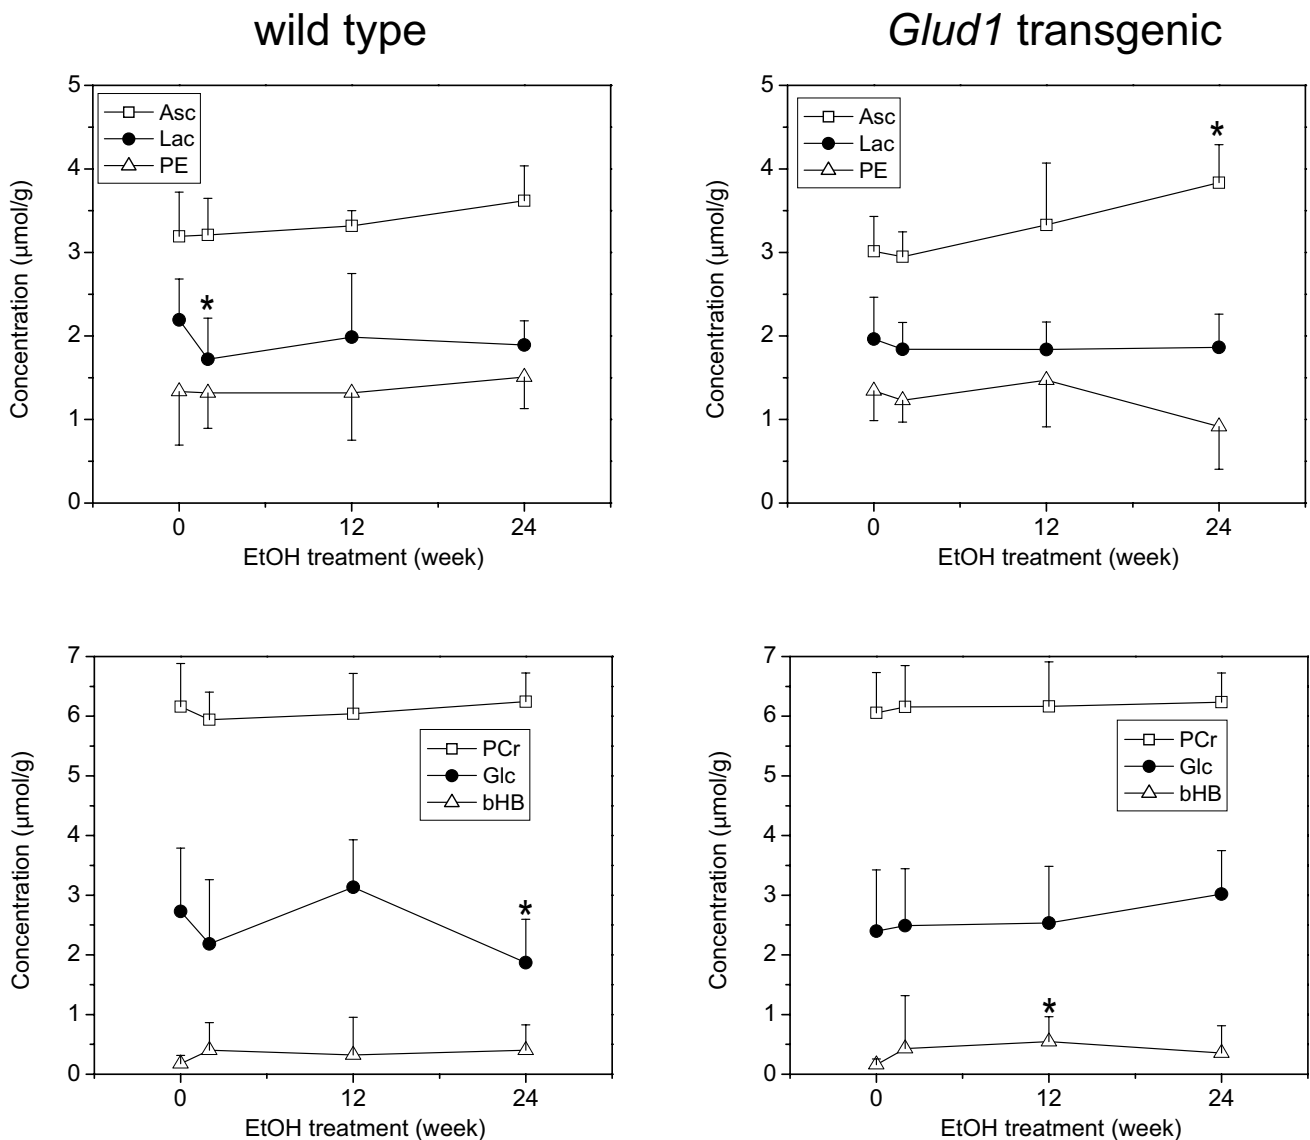 wild type
Glud1 transgenic
5
4
3
2
1
0
Concentration (μmol/g)
Asc
Lac
PE
*
0
12
24
EtOH treatment (week)
5
4
3
2
1
0
Concentration (μmol/g)
Asc
Lac
PE
*
0
12
24
EtOH treatment (week)
7
6
5
4
3
2
1
0
Concentration (μmol/g)
PCr
Glc
bHB
*
0
12
24
EtOH treatment (week)
7
6
5
4
3
2
1
0
Concentration (μmol/g)
PCr
Glc
bHB
*
0
12
24
EtOH treatment (week)